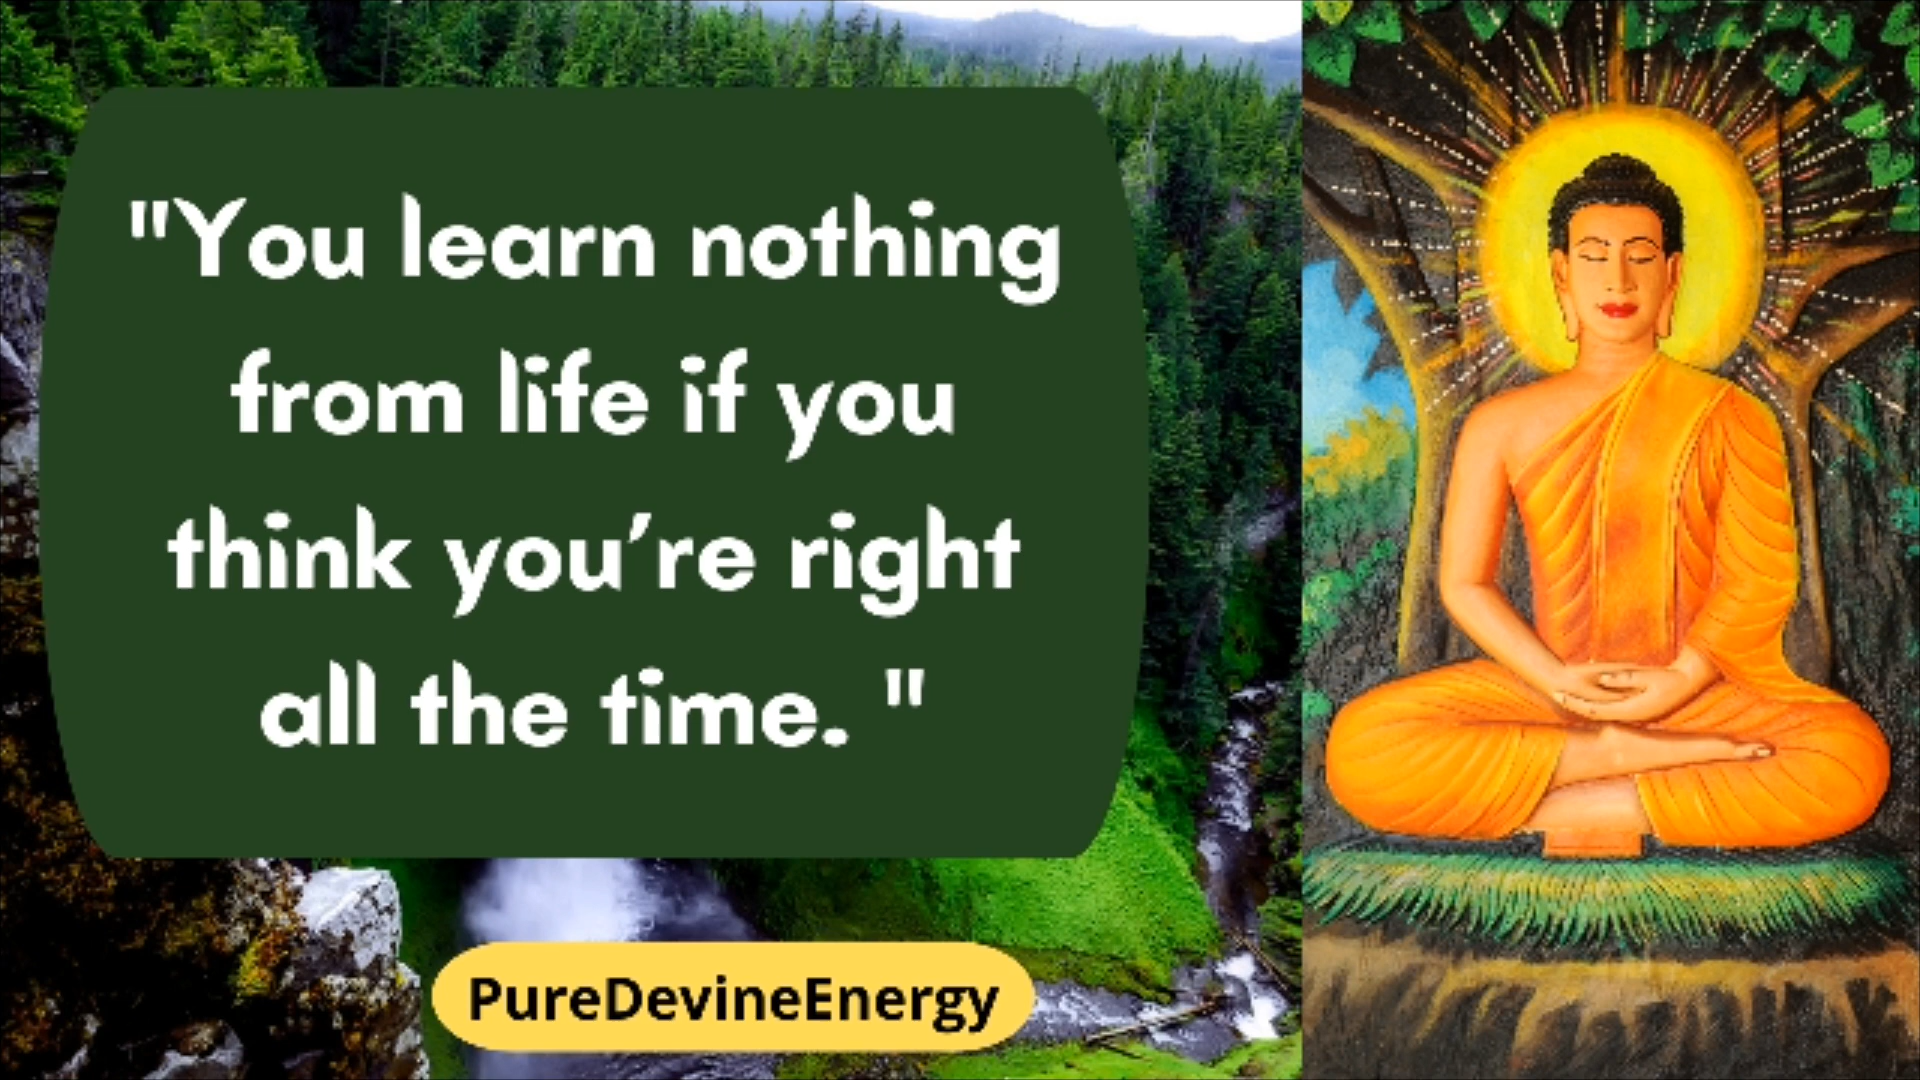 "You learn nothing
from life if you
think you’re right
all the time. "
PureDevineEnergy